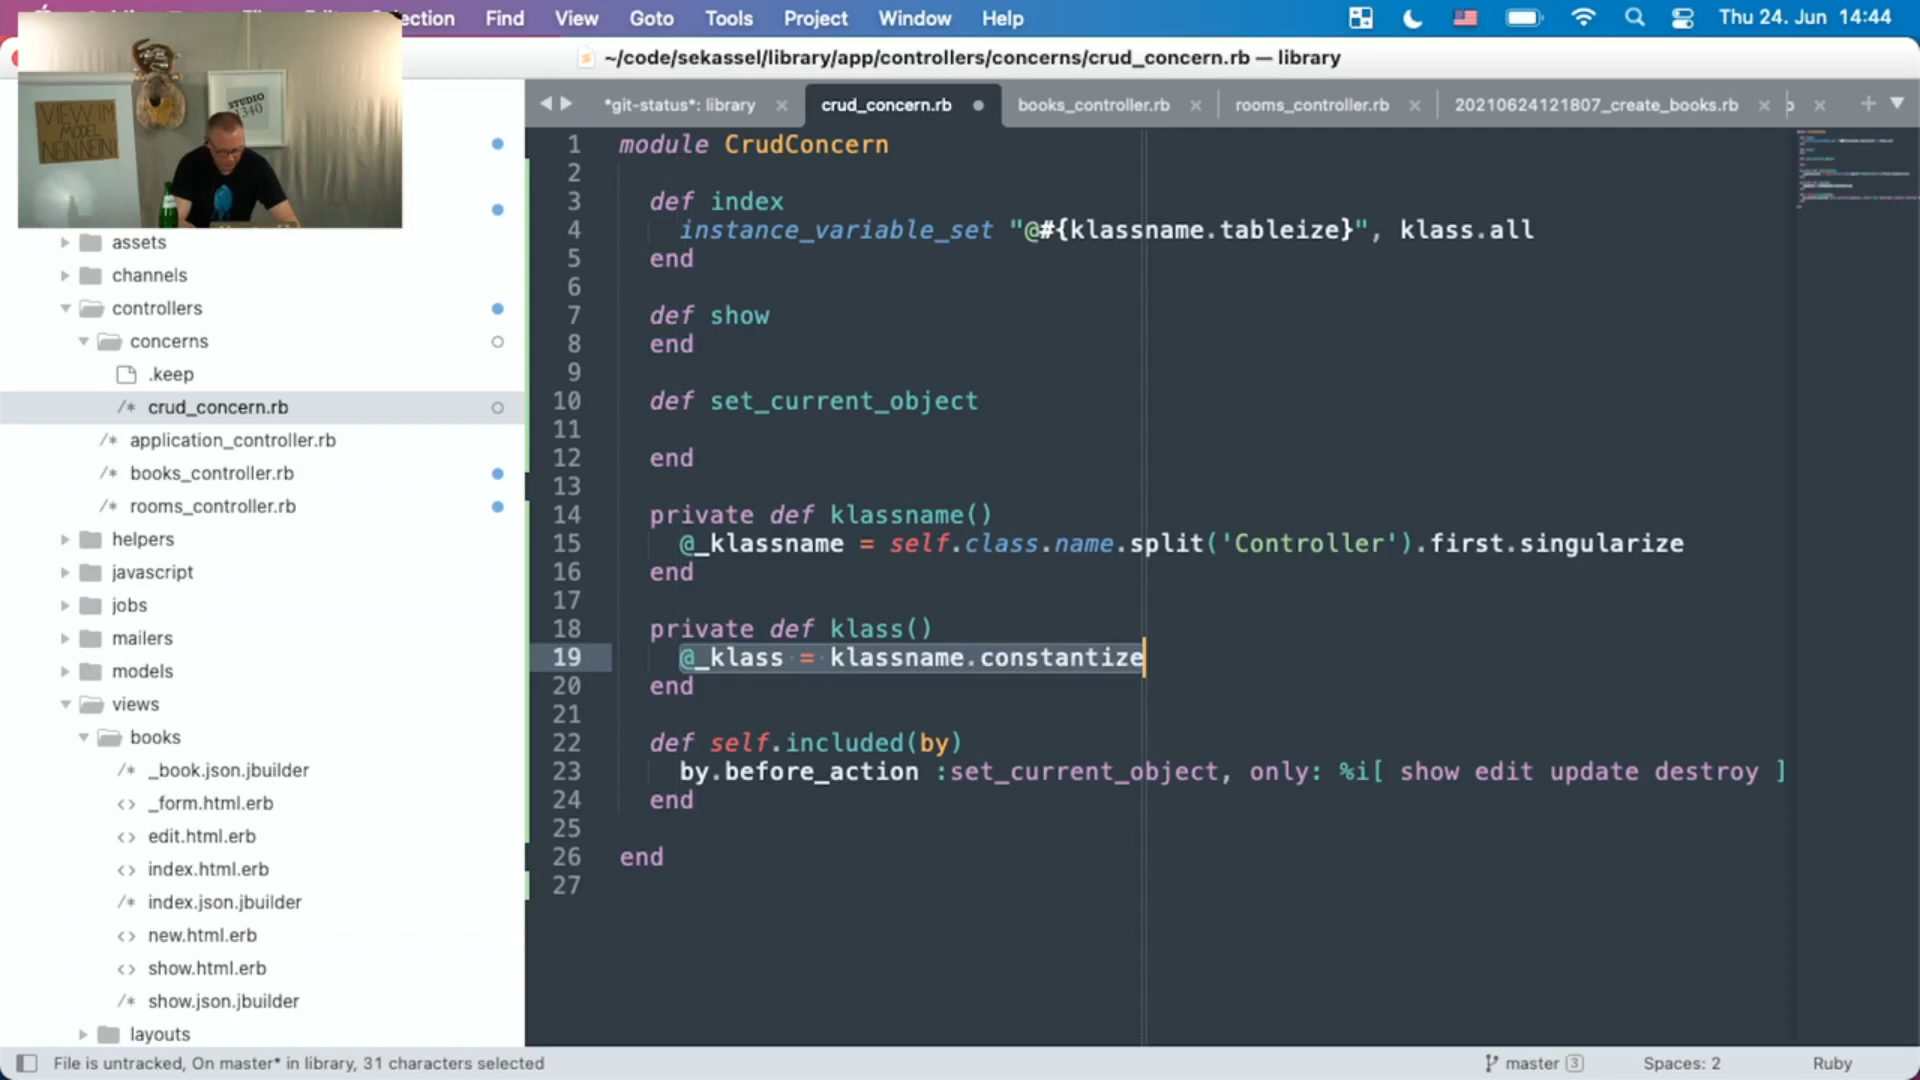 Selection Find View Goto Tools Project Window Help Thu 24. Jun 14:44
~/code/sekassel/library/app/controllers/concerns/crud_concern.rb — library
*git-status*: library
crud_concern.rb
books_controller.rb
rooms_controller.rb
20210624121807_create_books.rb
VIEW IM
MODEL
NEINNEIN!
STUDIO
1340
assets
channels
controllers
concerns
.keep
/* crud_concern.rb
/* application_controller.rb
/* books_controller.rb
/* rooms_controller.rb
helpers
javascript
jobs
mailers
models
views
books
/* _book.json.jbuilder
<> _form.html.erb
<> edit.html.erb
<> index.html.erb
/* index.json.jbuilder
<> new.html.erb
<> show.html.erb
/* show.json.jbuilder
layouts
1 module CrudConcern
2
3 def index
4 instance_variable_set "@#{klassname.tableize}", klass.all
5 end
6
7 def show
8 end
9
10 def set_current_object
11
12 end
13
14 private def klassname()
15 @_klassname = self.class.name.split('Controller').first.singularize
16 end
17
18 private def klass()
19 @_klass = klassname.constantize
20 end
21
22 def self.included(by)
23 by.before_action :set_current_object, only: %i[ show edit update destroy ]
24 end
25
26 end
27
File is untracked, On master* in library, 31 characters selected
master 3
Spaces: 2
Ruby